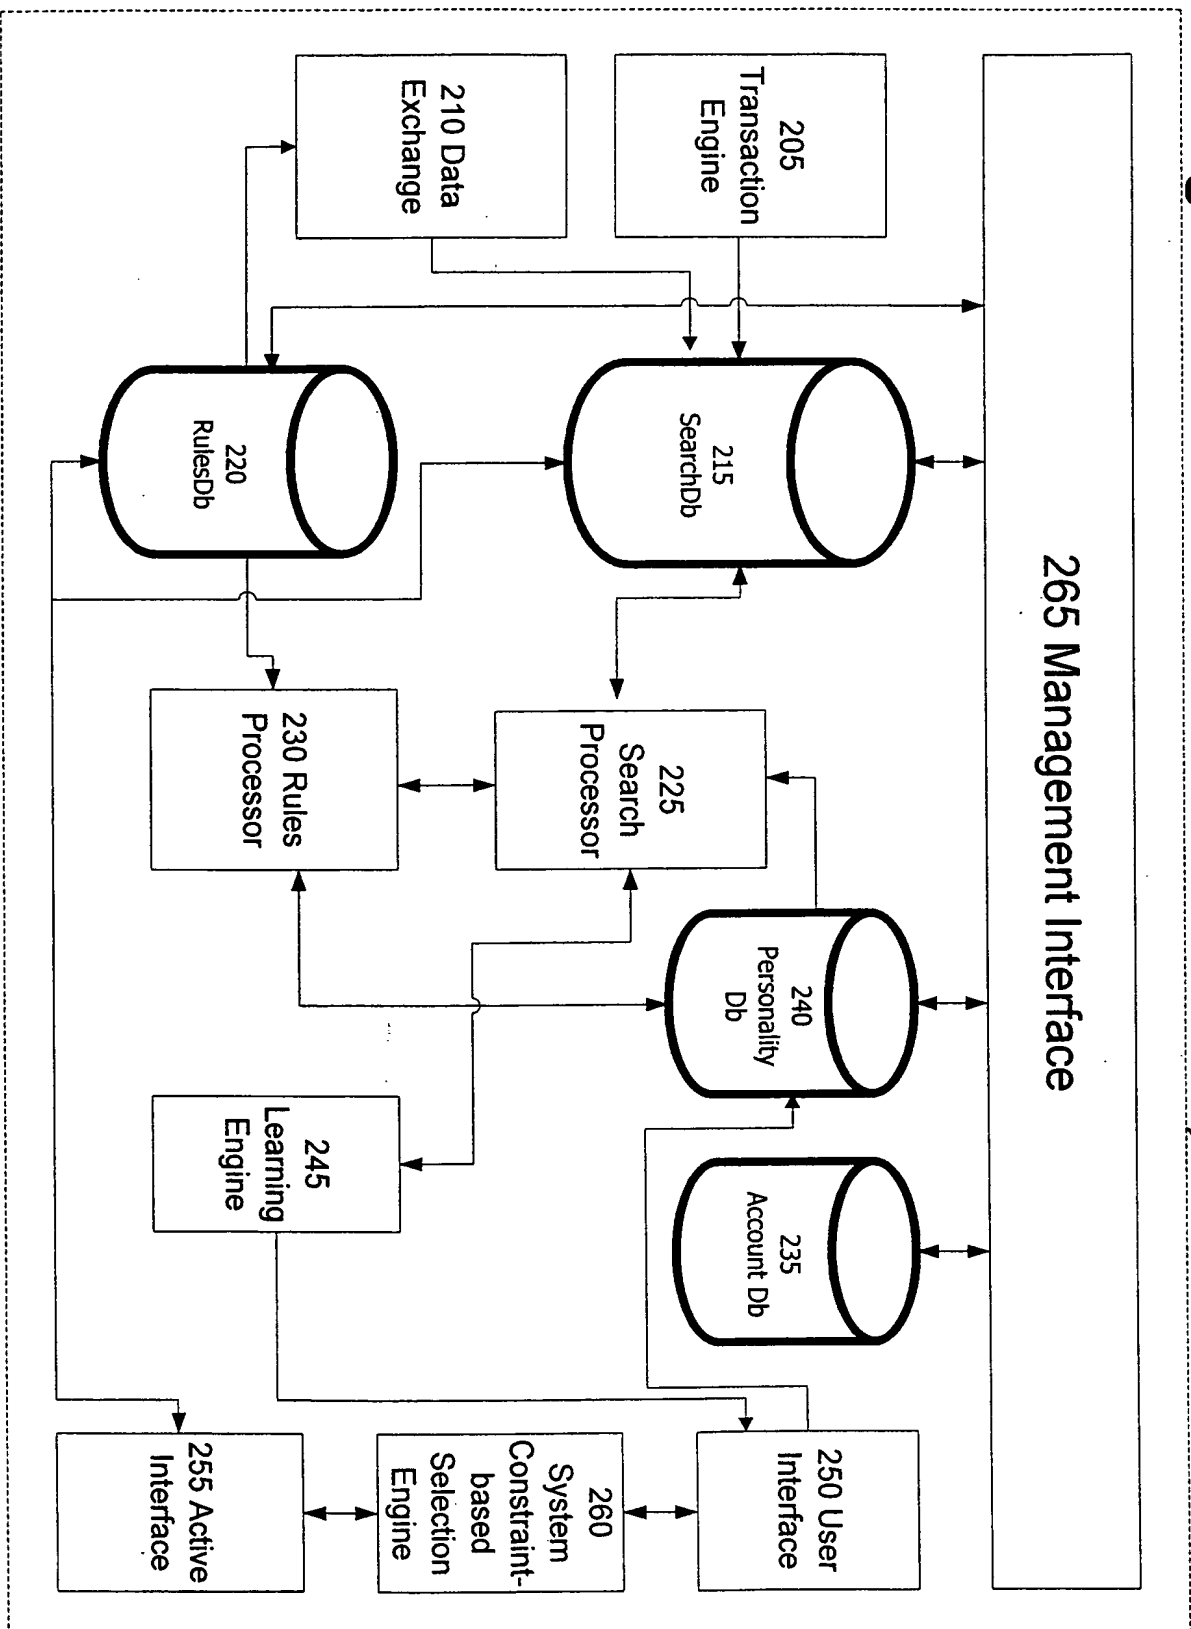 265 Management Interface
205
Transaction
Engine
210 Data
Exchange
215
SearchDb
220
RulesDb
225
Search
Processor
230 Rules
Processor
240
Personality
Db
235
Account Db
245
Learning
Engine
250 User
Interface
260
System
Constraint-
based
Selection
Engine
255 Active
Interface